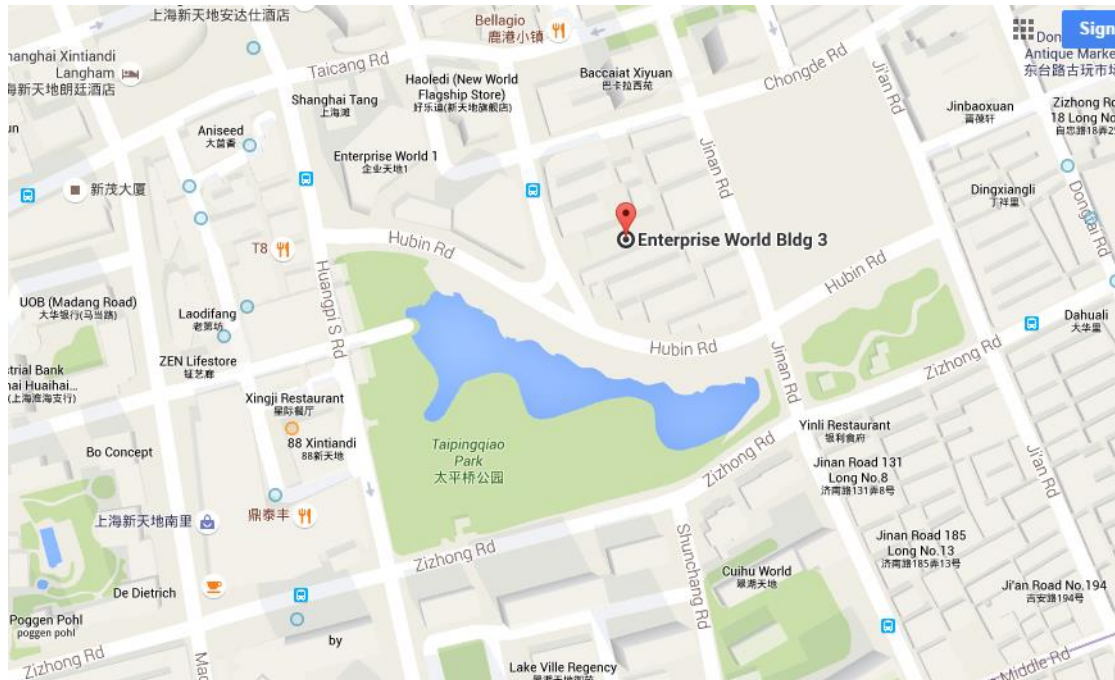 上海新天地安达仕酒店
Bellagio
鹿港小镇
Sign
Antique Marke
东台路古玩市场
Chongde Rd
hanghai Xintiandi
Langham
海新天地朗廷酒店
Taicang Rd
Haoledi (New World
Flagship Store)
好乐迪(新天地旗舰店)
Baccaiat Xiyuan
巴卡拉西苑
Ji'an Rd
Shanghai Tang
上海滩
Jinbaoxuan
Zizhong Ro
18 Long No
自忠路18弄25
un
Aniseed
大茴香
Enterprise World 1
企业天地1
Jinan Rd
新茂大厦
Dingxiangli
丁祥里
Dongtai Rd
T8
Hubin Rd
Enterprise World Bldg 3
Hubin Rd
Huangpi S Rd
UOB (Madang Road)
大华银行(马当路)
Laodifang
老第坊
Dahuali
大华里
Hubin Rd
Jinan Rd
Zizhong Rd
ZEN Lifestore
钲艺廊
strial Bank
hai Huaihai...
(上海淮海支行)
Xingji Restaurant
星际餐厅
88 Xintiandi
88新天地
Yinli Restaurant
银利食府
Bo Concept
Taipingqiao
Park
太平桥公园
Zizhong Rd
Jinan Road 131
Long No.8
济南路131弄8号
Ji'an Rd
上海新天地南里
鼎泰丰
Zizhong Rd
Shunchang Rd
Jinan Road 185
Long No.13
济南路185弄13号
Cuihu World
翠湖天地
De Dietrich
Ji'an Road No.194
吉安路194号
Poggen Pohl
poggen pohl
by
Zizhong Rd
Mad
Lake Ville Regency
Middle Rd